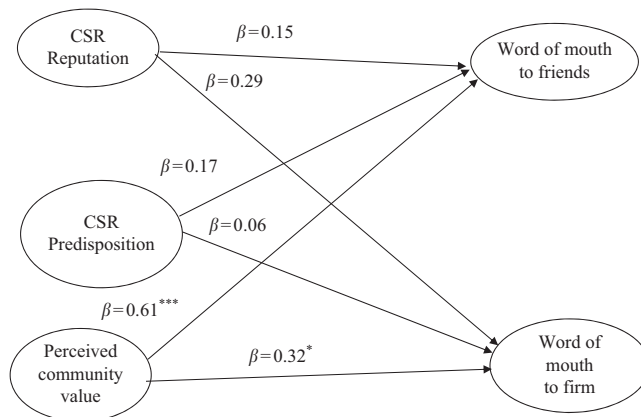 CSR
Reputation
β=0.15
Word of mouth
to friends
β=0.29
β=0.17
CSR
Predisposition
β=0.06
β=0.61***
Perceived
community
value
β=0.32*
Word of
mouth
to firm